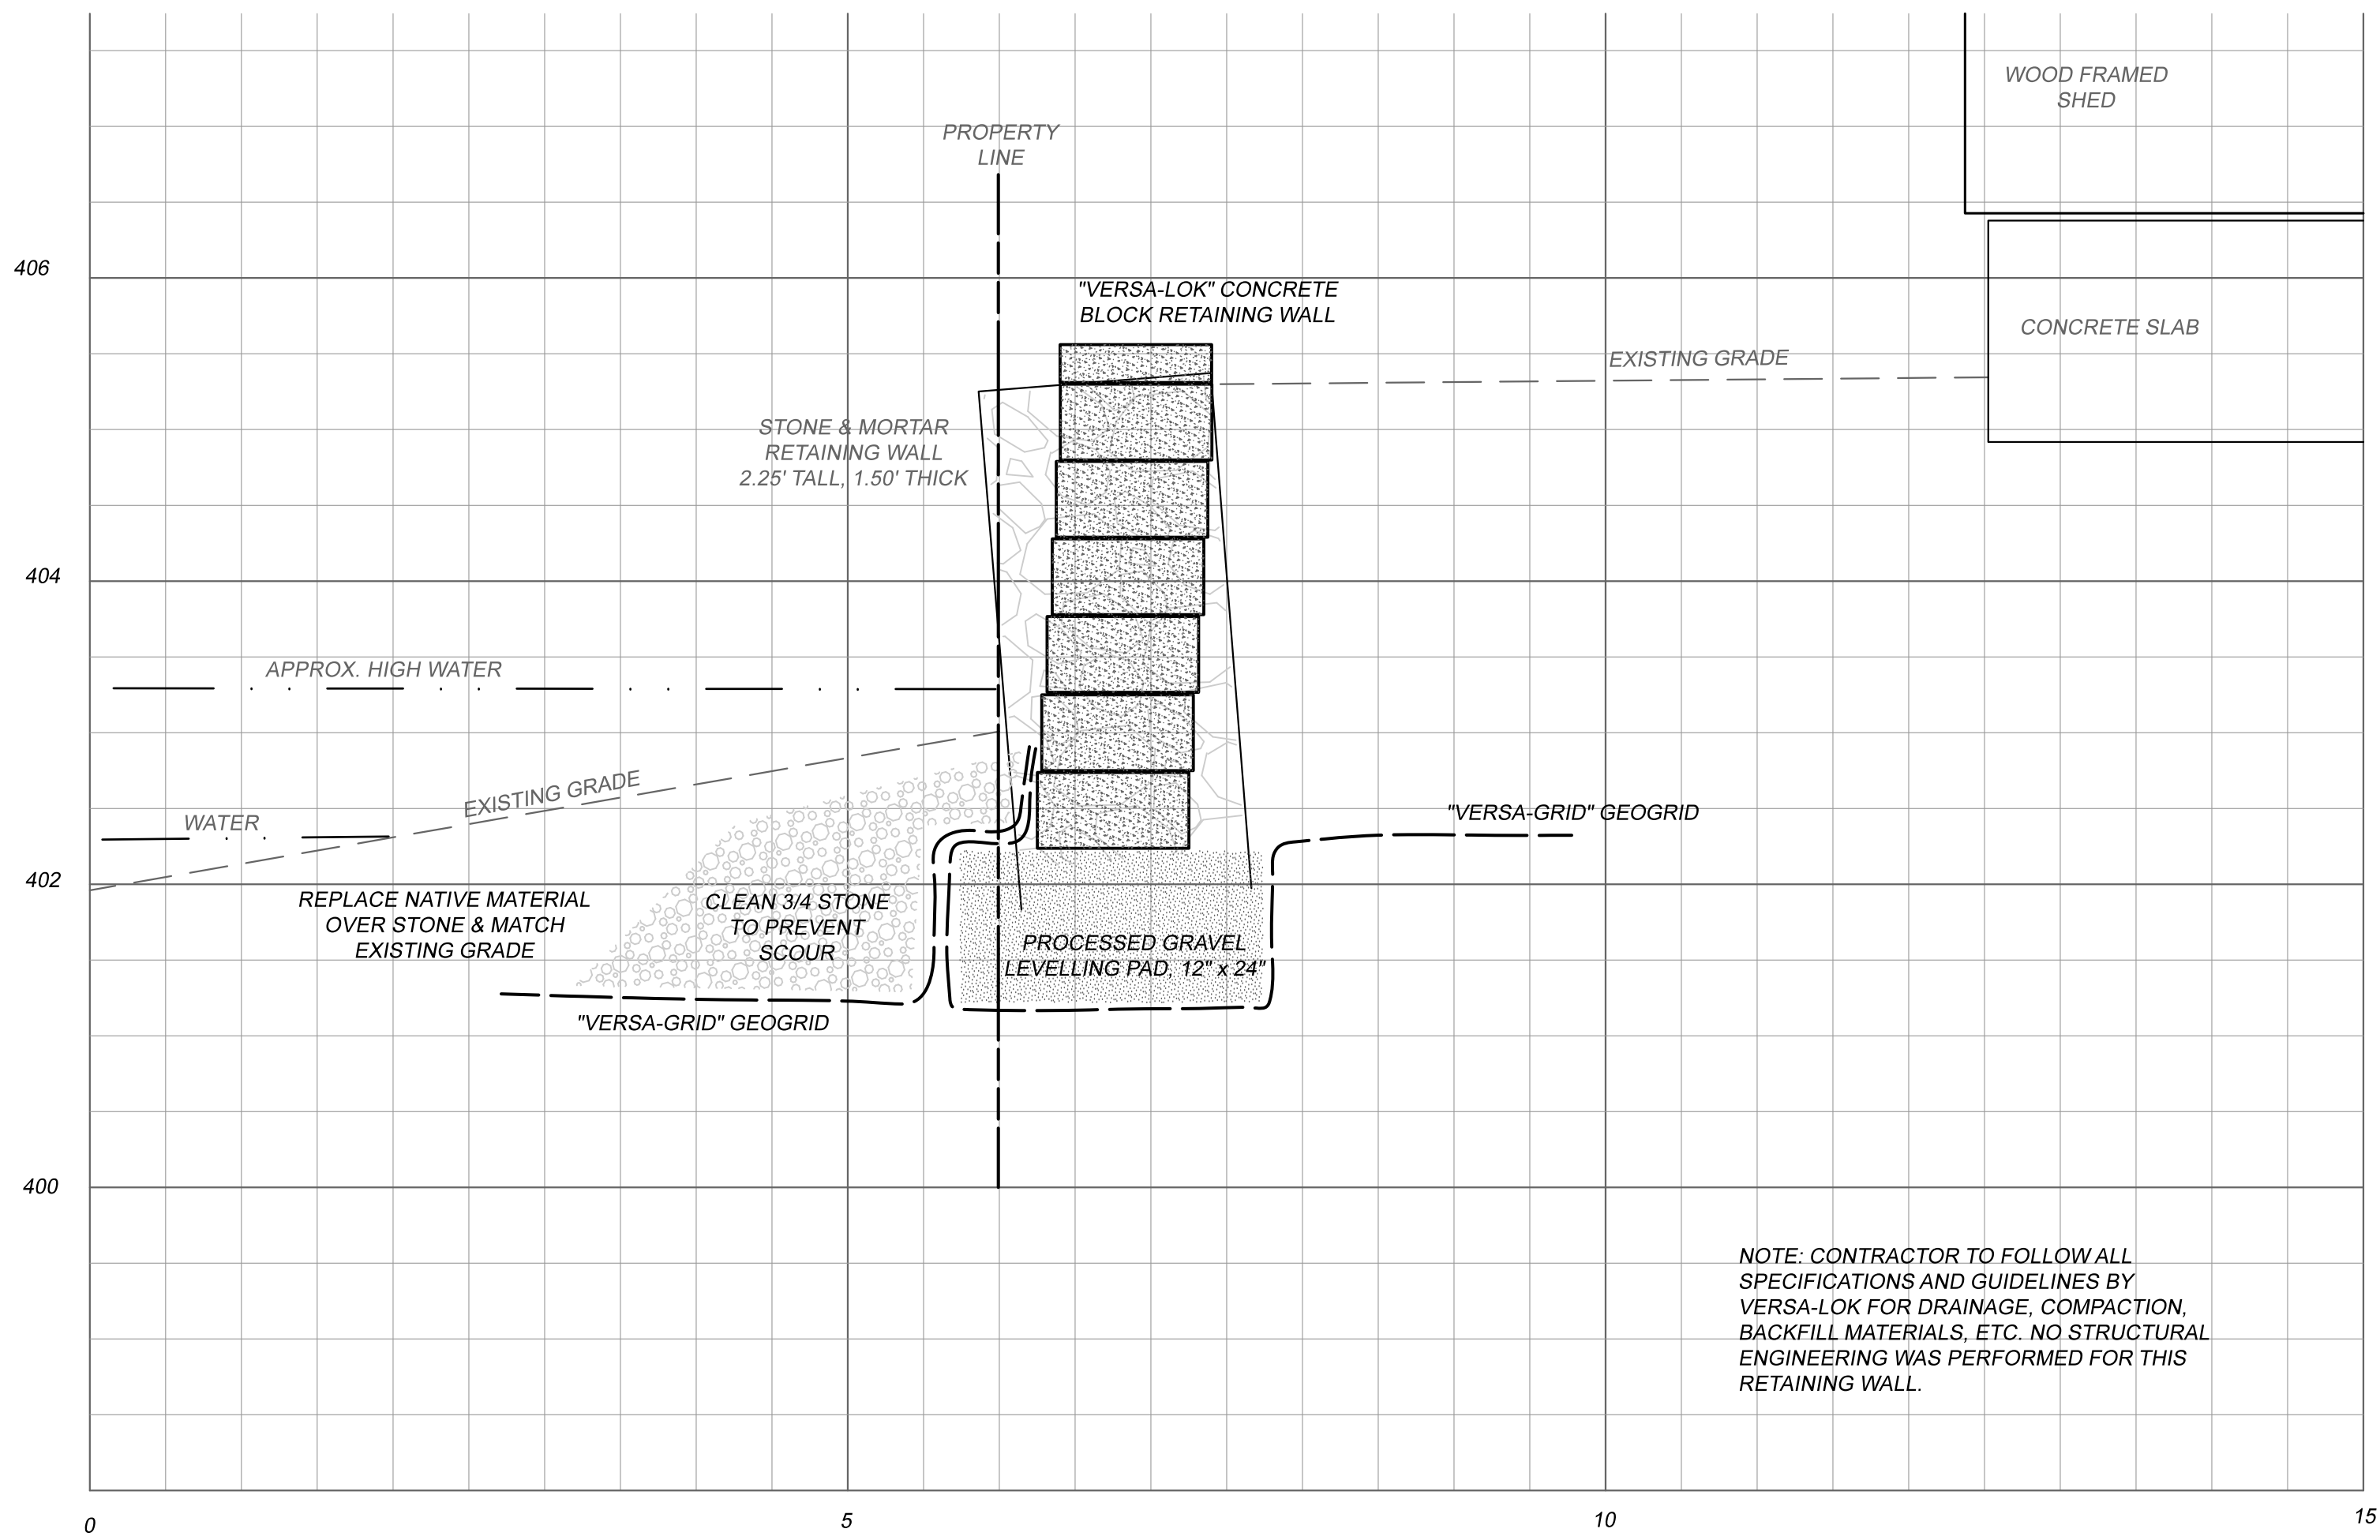 WOOD FRAMED
SHED
PROPERTY
LINE
406
"VERSA-LOK" CONCRETE
BLOCK RETAINING WALL
CONCRETE SLAB
EXISTING GRADE
STONE & MORTAR
RETAINING WALL
2.25' TALL, 1.50' THICK
404
APPROX. HIGH WATER
EXISTING GRADE
WATER
"VERSA-GRID" GEOGRID
402
REPLACE NATIVE MATERIAL
OVER STONE & MATCH
EXISTING GRADE
CLEAN 3/4 STONE
TO PREVENT
SCOUR
PROCESSED GRAVEL
LEVELLING PAD, 12" x 24"
"VERSA-GRID" GEOGRID
400
NOTE: CONTRACTOR TO FOLLOW ALL
SPECIFICATIONS AND GUIDELINES BY
VERSA-LOK FOR DRAINAGE, COMPACTION,
BACKFILL MATERIALS, ETC. NO STRUCTURAL
ENGINEERING WAS PERFORMED FOR THIS
RETAINING WALL.
0
5
10
15